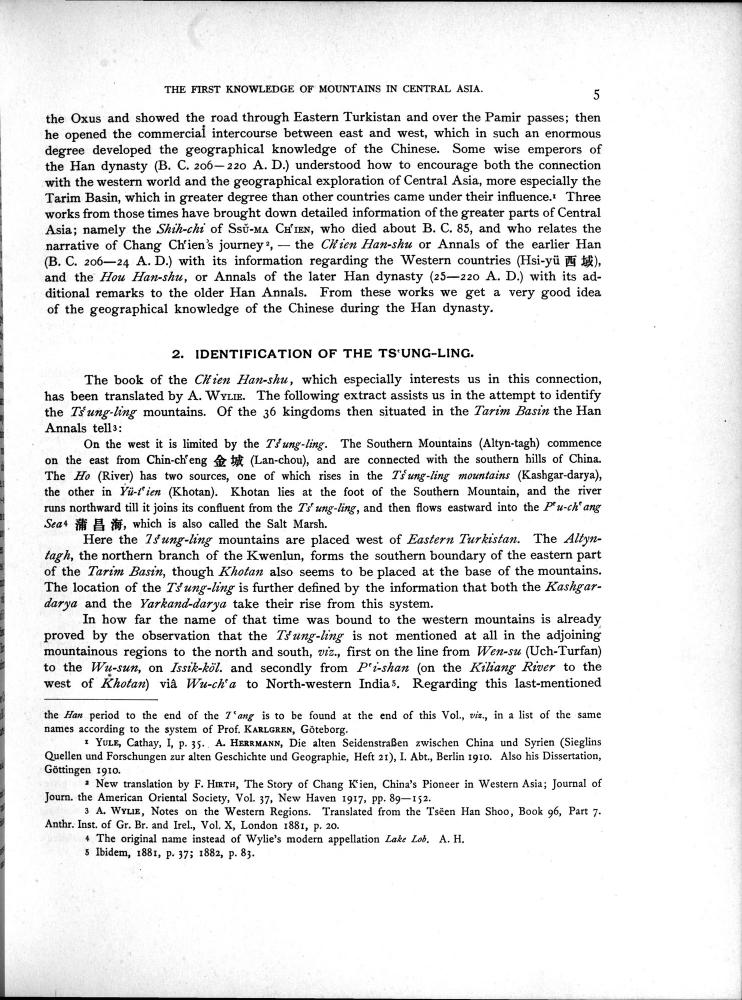 THE FIRST KNOWLEDGE OF MOUNTAINS IN CENTRAL ASIA.
5
the Oxus and showed the road through Eastern Turkistan and over the Pamir passes; then
he opened the commercial intercourse between east and west, which in such an enormous
degree developed the geographical knowledge of the Chinese. Some wise emperors of
the Han dynasty (B. C. 206—220 A. D.) understood how to encourage both the connection
with the western world and the geographical exploration of Central Asia, more especially the
Tarim Basin, which in greater degree than other countries came under their influence.¹ Three
works from those times have brought down detailed information of the greater parts of Central
Asia; namely the Shih-chi of SSŬ-MA CH'IEN, who died about B. C. 85, and who relates the
narrative of Chang Ch'ien's journey², — the Ch'ien Han-shu or Annals of the earlier Han
(B. C. 206—24 A. D.) with its information regarding the Western countries (Hsi-yü 西域),
and the Hou Han-shu, or Annals of the later Han dynasty (25—220 A. D.) with its ad-
ditional remarks to the older Han Annals. From these works we get a very good idea
of the geographical knowledge of the Chinese during the Han dynasty.
2. IDENTIFICATION OF THE TS'UNG-LING.
The book of the Ch'ien Han-shu, which especially interests us in this connection,
has been translated by A. WYLIE. The following extract assists us in the attempt to identify
the Ts'ung-ling mountains. Of the 36 kingdoms then situated in the Tarim Basin the Han
Annals tell³:
On the west it is limited by the Ts'ung-ling. The Southern Mountains (Altyn-tagh) commence
on the east from Chin-ch'eng 金城 (Lan-chou), and are connected with the southern hills of China.
The Ho (River) has two sources, one of which rises in the Ts'ung-ling mountains (Kashgar-darya),
the other in Yü-t'ien (Khotan). Khotan lies at the foot of the Southern Mountain, and the river
runs northward till it joins its confluent from the Ts'ung-ling, and then flows eastward into the P'u-ch'ang
Sea⁴ 蒲昌海, which is also called the Salt Marsh.
Here the Ts'ung-ling mountains are placed west of Eastern Turkistan. The Altyn-
tagh, the northern branch of the Kwenlun, forms the southern boundary of the eastern part
of the Tarim Basin, though Khotan also seems to be placed at the base of the mountains.
The location of the Ts'ung-ling is further defined by the information that both the Kashgar-
darya and the Yarkand-darya take their rise from this system.
In how far the name of that time was bound to the western mountains is already
proved by the observation that the Ts'ung-ling is not mentioned at all in the adjoining
mountainous regions to the north and south, viz., first on the line from Wen-su (Uch-Turfan)
to the Wu-sun, on Issik-köl. and secondly from P'i-shan (on the Kiliang River to the
west of Khotan) viâ Wu-ch'a to North-western India⁵. Regarding this last-mentioned
the Han period to the end of the T'ang is to be found at the end of this Vol., viz., in a list of the same
names according to the system of Prof. KARLGREN, Göteborg.
¹ YULE, Cathay, I, p. 35. A. HERRMANN, Die alten Seidenstraßen zwischen China und Syrien (Sieglins
Quellen und Forschungen zur alten Geschichte und Geographie, Heft 21), I. Abt., Berlin 1910. Also his Dissertation,
Göttingen 1910.
² New translation by F. HIRTH, The Story of Chang K'ien, China's Pioneer in Western Asia; Journal of
Journ. the American Oriental Society, Vol. 37, New Haven 1917, pp. 89—152.
³ A. WYLIE, Notes on the Western Regions. Translated from the Tsëen Han Shoo, Book 96, Part 7.
Anthr. Inst. of Gr. Br. and Irel., Vol. X, London 1881, p. 20.
⁴ The original name instead of Wylie's modern appellation Lake Lob. A. H.
⁵ Ibidem, 1881, p. 37; 1882, p. 83.